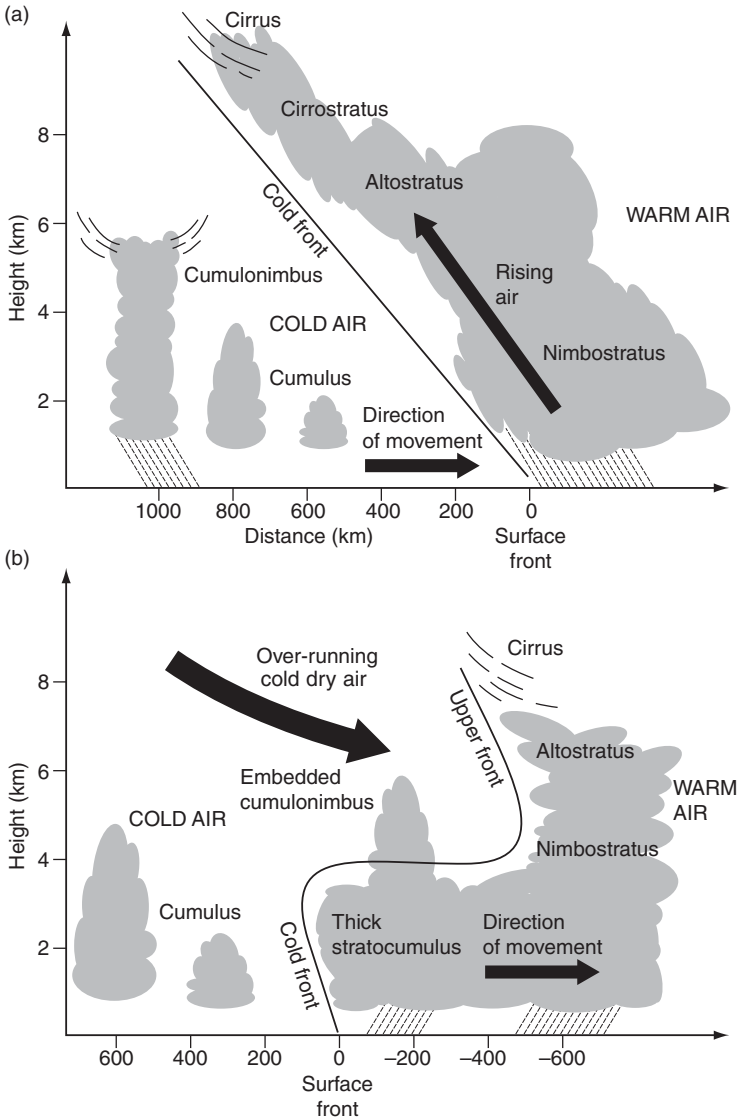 (a)
Cirrus
Cirrostratus
8
Altostratus
Cold front
6
WARM AIR
Cumulonimbus
Rising
air
Height (km)
4
COLD AIR
Nimbostratus
Cumulus
2
Direction
of movement
1000
800
600
400
200
0
Distance (km)
Surface
front
(b)
Cirrus
Over-running
cold dry air
8
Upper front
Altostratus
6
Embedded
cumulonimbus
WARM
AIR
COLD AIR
Height (km)
4
Nimbostratus
Cumulus
Thick
stratocumulus
Direction
of movement
2
Cold front
600
400
200
0
–200
–400
–600
Surface
front